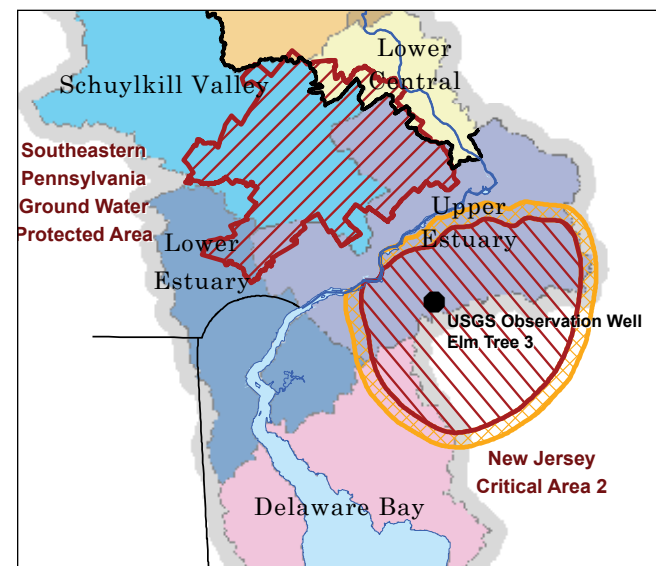 Lower
Central
Schuylkill Valley
Southeastern
Pennsylvania
Ground Water
Protected Area
Upper
Estuary
Lower
Estuary
USGS Observation Well
Elm Tree 3
New Jersey
Critical Area 2
Delaware Bay